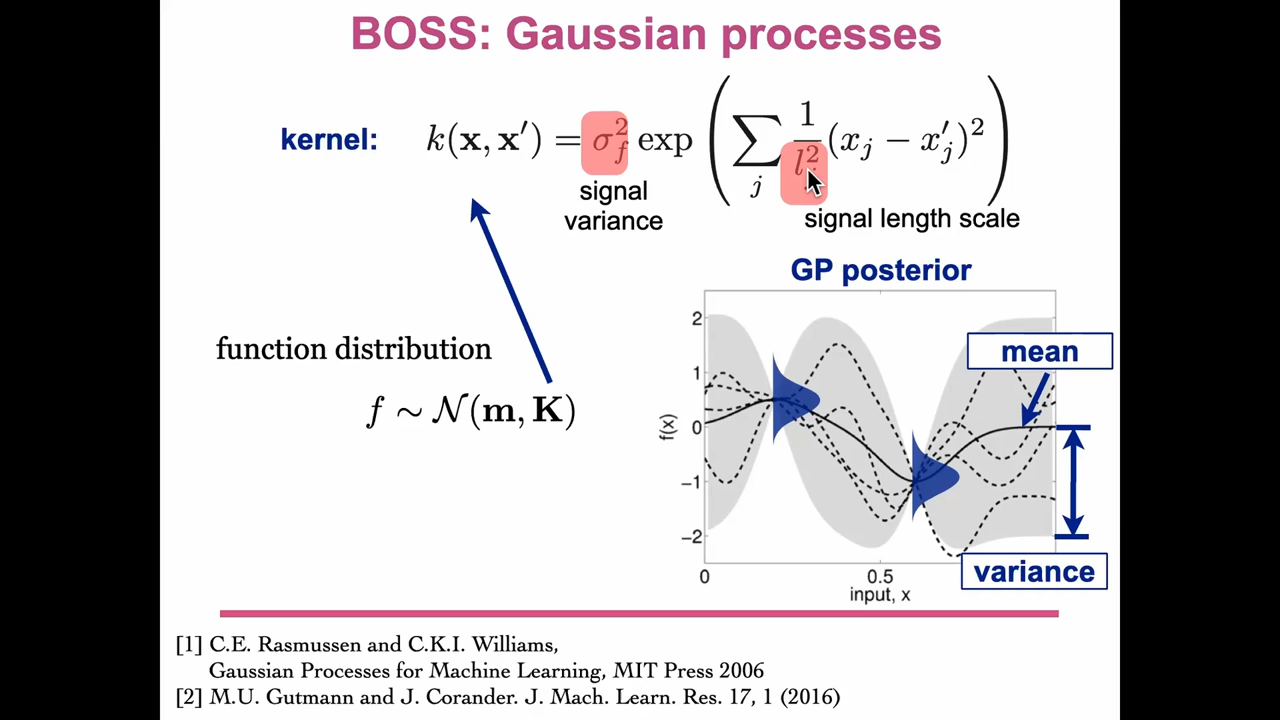 BOSS: Gaussian processes
kernel: k(x, x′) = σ_f^2 exp ( ∑_j 1/l^2 (x_j − x′_j)^2 )
signal
variance
signal length scale
GP posterior
function distribution
f ∼ N(m, K)
mean
variance
2
1
0
−1
−2
f(x)
0
0.5
input, x
[1] C.E. Rasmussen and C.K.I. Williams,
Gaussian Processes for Machine Learning, MIT Press 2006
[2] M.U. Gutmann and J. Corander. J. Mach. Learn. Res. 17, 1 (2016)